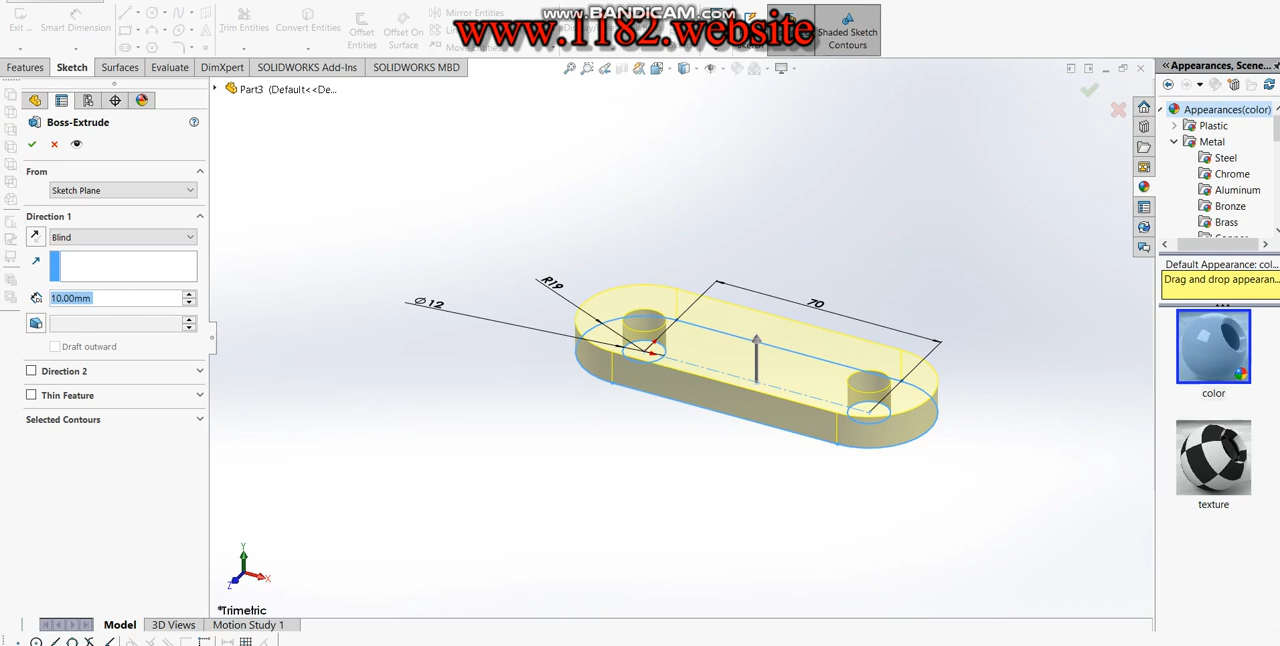 www.BANDICAM.com
www.1182.website
Exit ...
Smart Dimension
Trim Entities
Convert Entities
Offset Entities
Offset On Surface
Mirror Entities
Shaded Sketch Contours
Features
Sketch
Surfaces
Evaluate
DimXpert
SOLIDWORKS Add-Ins
SOLIDWORKS MBD
Part3 (Default<<De...
Boss-Extrude
From
Sketch Plane
Direction 1
Blind
10.00mm
Draft outward
Direction 2
Thin Feature
Selected Contours
R19
∅12
70
Y
X
Z
*Trimetric
Model
3D Views
Motion Study 1
Appearances, Scene...
Appearances(color)
Plastic
Metal
Steel
Chrome
Aluminum
Bronze
Brass
Default Appearance: col...
Drag and drop appearan...
color
texture